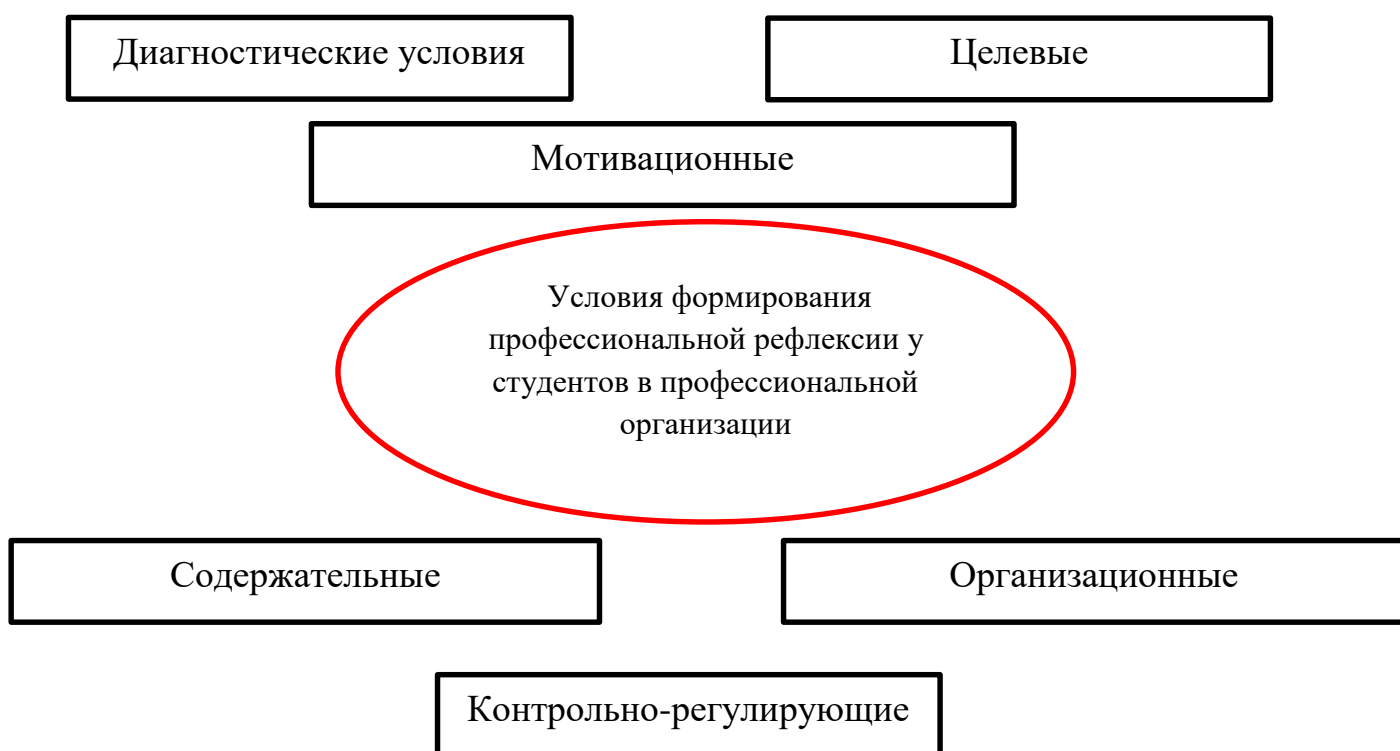 Диагностические условия
Целевые
Мотивационные
Условия формирования
профессиональной рефлексии у
студентов в профессиональной
организации
Содержательные
Организационные
Контрольно-регулирующие